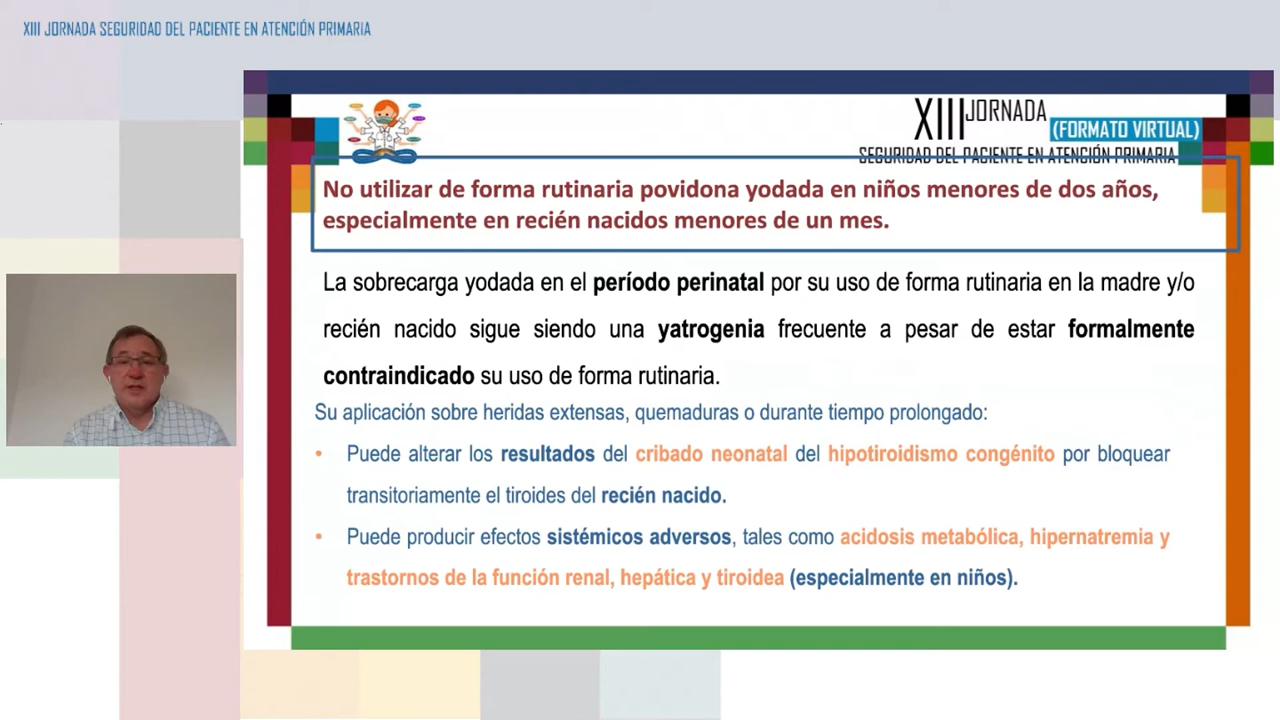 XIII JORNADA SEGURIDAD DEL PACIENTE EN ATENCIÓN PRIMARIA
XIII JORNADA
(FORMATO VIRTUAL)
SEGURIDAD DEL PACIENTE EN ATENCIÓN PRIMARIA
No utilizar de forma rutinaria povidona yodada en niños menores de dos años,
especialmente en recién nacidos menores de un mes.
La sobrecarga yodada en el período perinatal por su uso de forma rutinaria en la madre y/o
recién nacido sigue siendo una yatrogenia frecuente a pesar de estar formalmente
contraindicado su uso de forma rutinaria.
Su aplicación sobre heridas extensas, quemaduras o durante tiempo prolongado:
• Puede alterar los resultados del cribado neonatal del hipotiroidismo congénito por bloquear
transitoriamente el tiroides del recién nacido.
• Puede producir efectos sistémicos adversos, tales como acidosis metabólica, hipernatremia y
trastornos de la función renal, hepática y tiroidea (especialmente en niños).